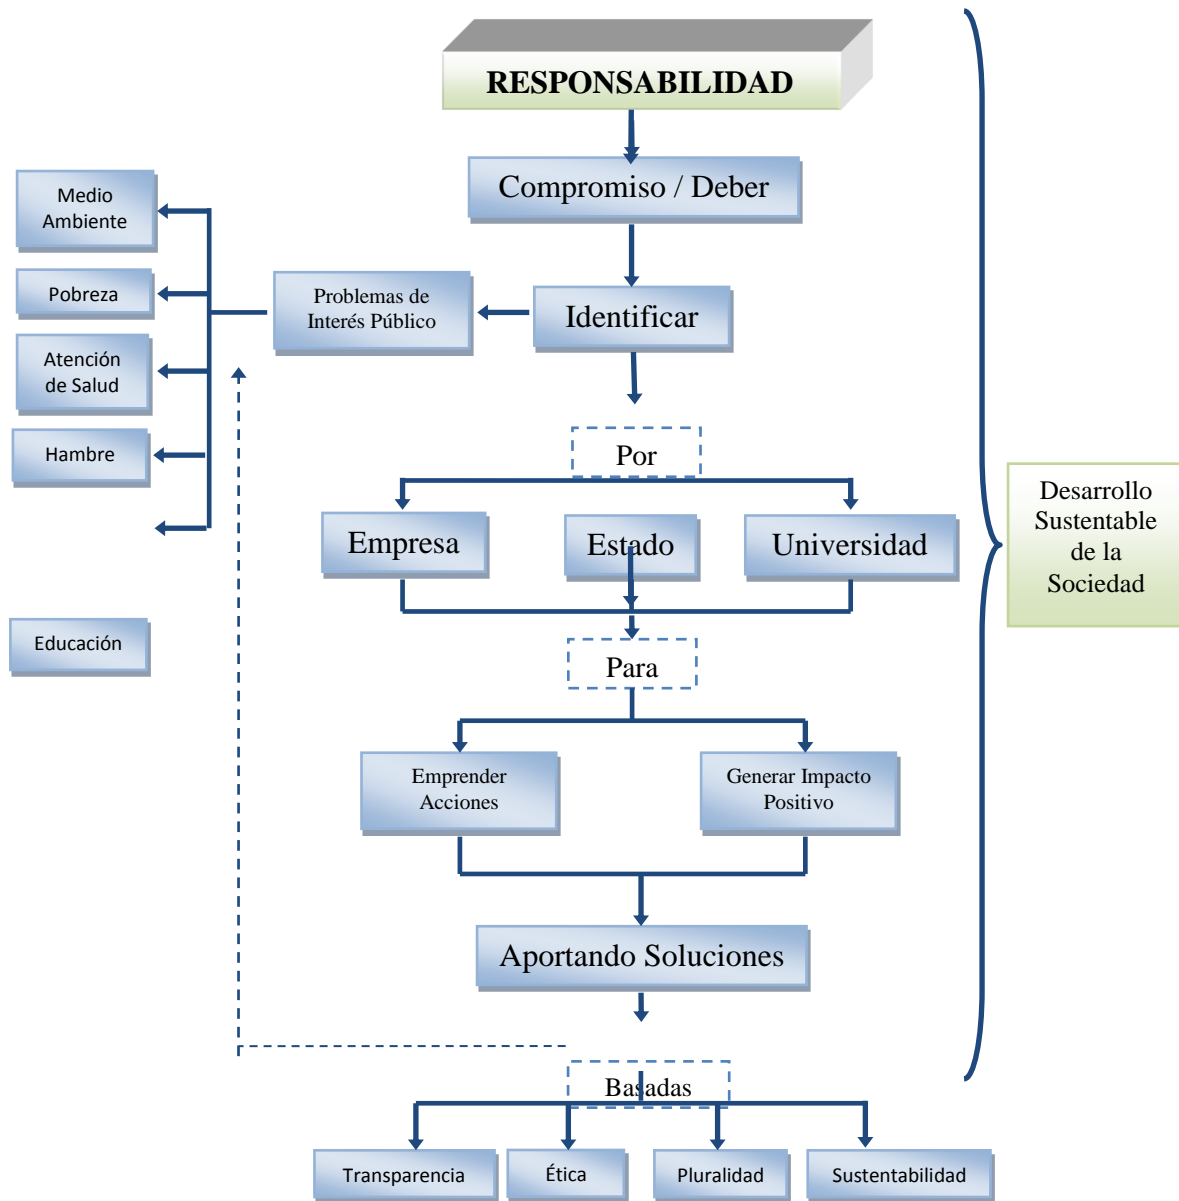 RESPONSABILIDAD
Compromiso / Deber
Identificar
Problemas de
Interés Público
Medio
Ambiente
Pobreza
Atención
de Salud
Hambre
Educación
Por
Empresa
Estado
Universidad
Para
Emprender
Acciones
Generar Impacto
Positivo
Aportando Soluciones
Basadas
Transparencia
Ética
Pluralidad
Sustentabilidad
Desarrollo
Sustentable
de la
Sociedad